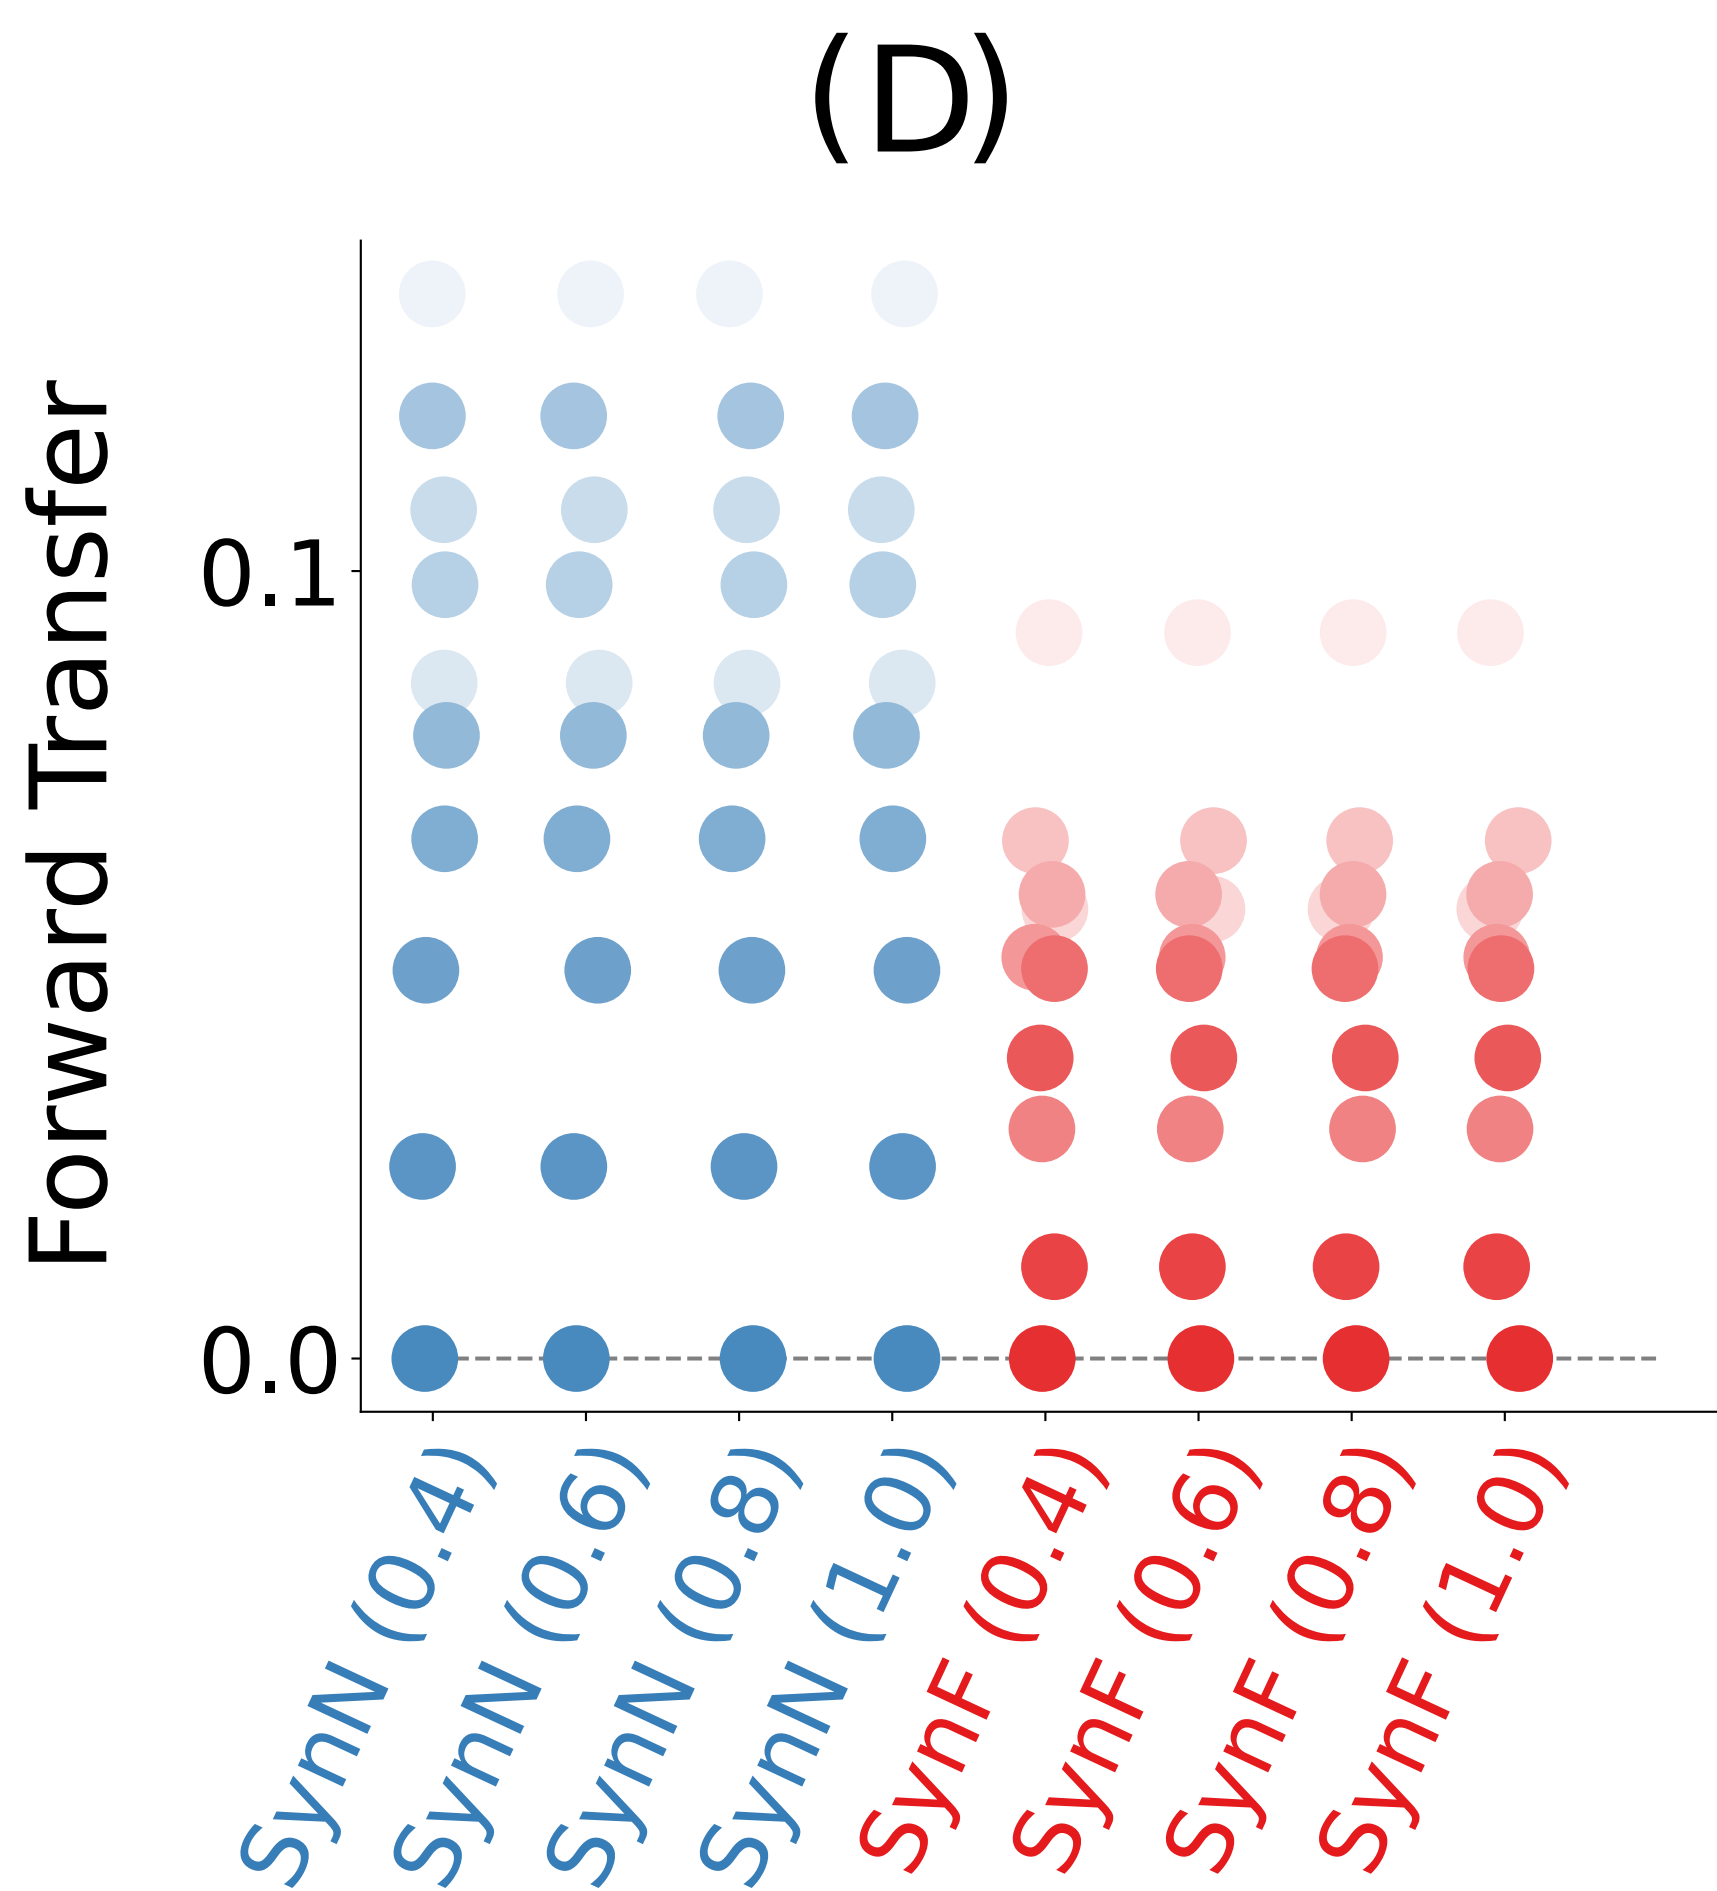 (D)
Forward Transfer
0.1
0.0
SynN (0.4)
SynN (0.6)
SynN (0.8)
SynN (1.0)
SynF (0.4)
SynF (0.6)
SynF (0.8)
SynF (1.0)